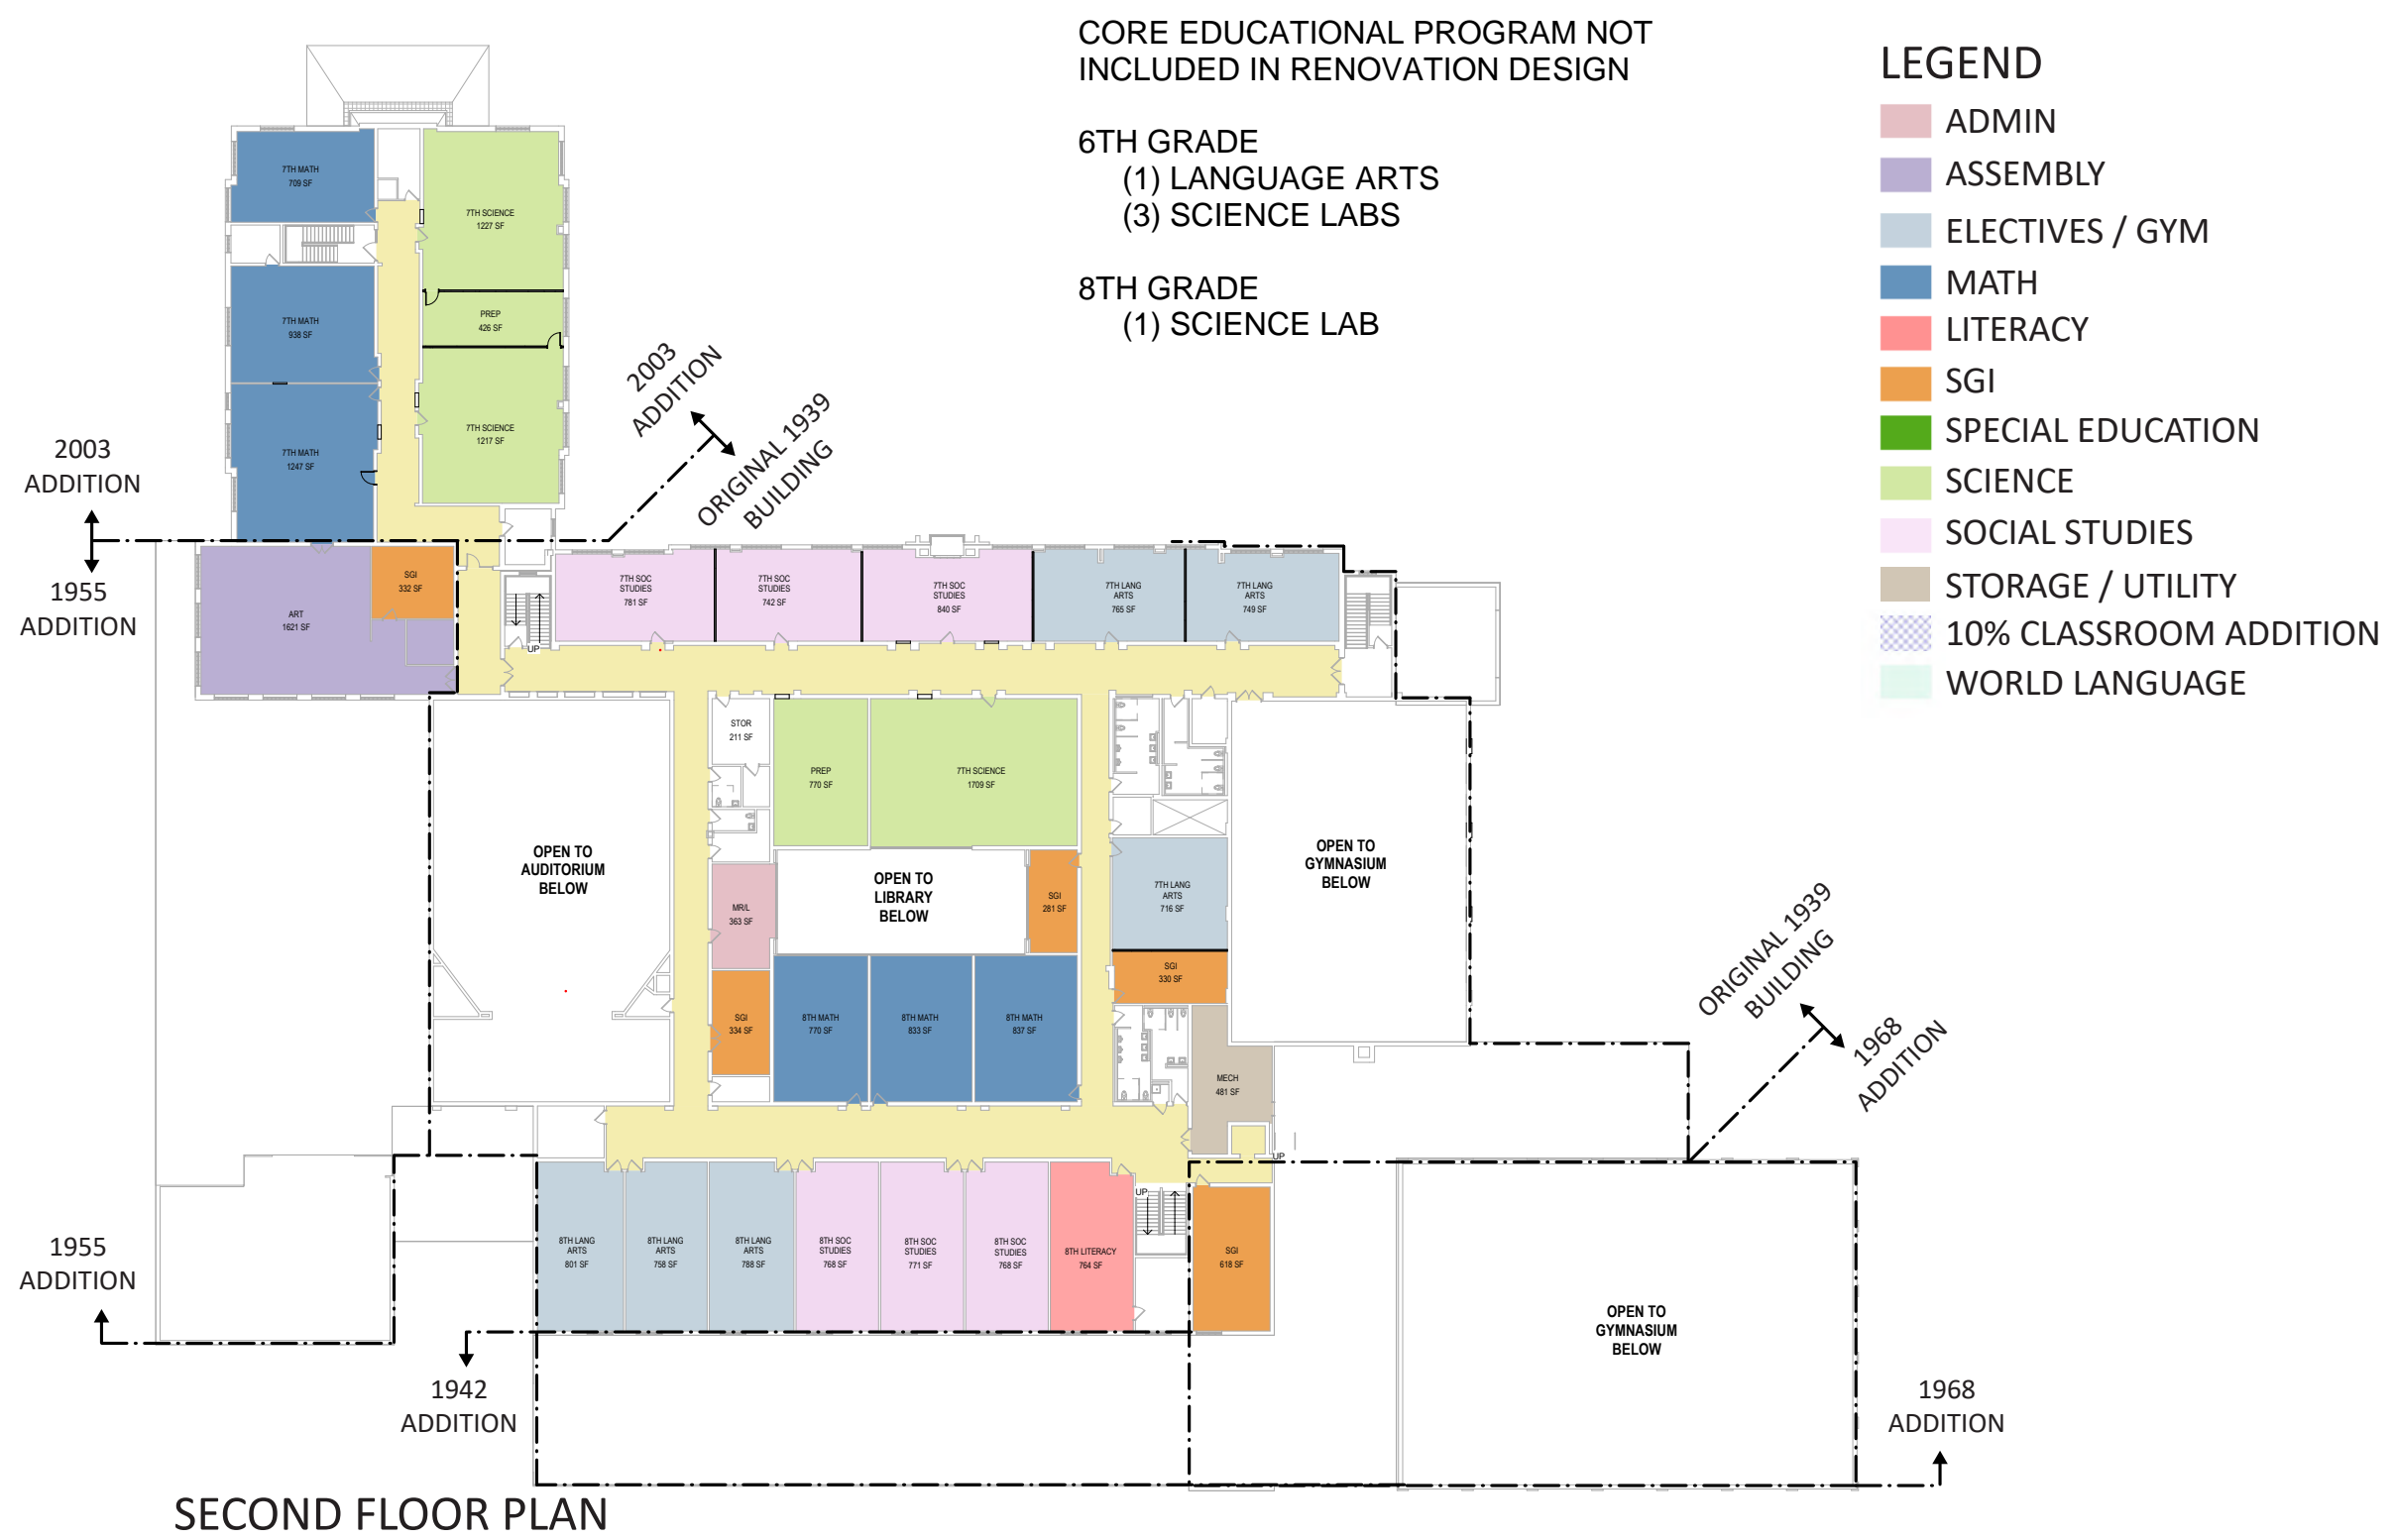 CORE EDUCATIONAL PROGRAM NOT
INCLUDED IN RENOVATION DESIGN
6TH GRADE
(1) LANGUAGE ARTS
(3) SCIENCE LABS
8TH GRADE
(1) SCIENCE LAB
LEGEND
ADMIN
ASSEMBLY
ELECTIVES / GYM
MATH
LITERACY
SGI
SPECIAL EDUCATION
SCIENCE
SOCIAL STUDIES
STORAGE / UTILITY
10% CLASSROOM ADDITION
WORLD LANGUAGE
7TH MATH
709 SF
7TH SCIENCE
1227 SF
7TH MATH
938 SF
PREP
426 SF
7TH MATH
1247 SF
7TH SCIENCE
1217 SF
2003
ADDITION
ORIGINAL 1939
BUILDING
2003
ADDITION
1955
ADDITION
ART
1621 SF
SGI
332 SF
UP
7TH SOC
STUDIES
781 SF
7TH SOC
STUDIES
742 SF
7TH SOC
STUDIES
840 SF
7TH LANG
ARTS
765 SF
7TH LANG
ARTS
749 SF
STOR
211 SF
PREP
770 SF
7TH SCIENCE
1709 SF
OPEN TO
AUDITORIUM
BELOW
MR/L
363 SF
OPEN TO
LIBRARY
BELOW
SGI
281 SF
7TH LANG
ARTS
716 SF
OPEN TO
GYMNASIUM
BELOW
SGI
330 SF
SGI
334 SF
8TH MATH
770 SF
8TH MATH
833 SF
8TH MATH
837 SF
MECH
481 SF
ORIGINAL 1939
BUILDING
1968
ADDITION
UP
UP
8TH LANG
ARTS
801 SF
8TH LANG
ARTS
758 SF
8TH LANG
ARTS
788 SF
8TH SOC
STUDIES
768 SF
8TH SOC
STUDIES
771 SF
8TH SOC
STUDIES
768 SF
8TH LITERACY
764 SF
SGI
618 SF
OPEN TO
GYMNASIUM
BELOW
1955
ADDITION
1942
ADDITION
1968
ADDITION
SECOND FLOOR PLAN